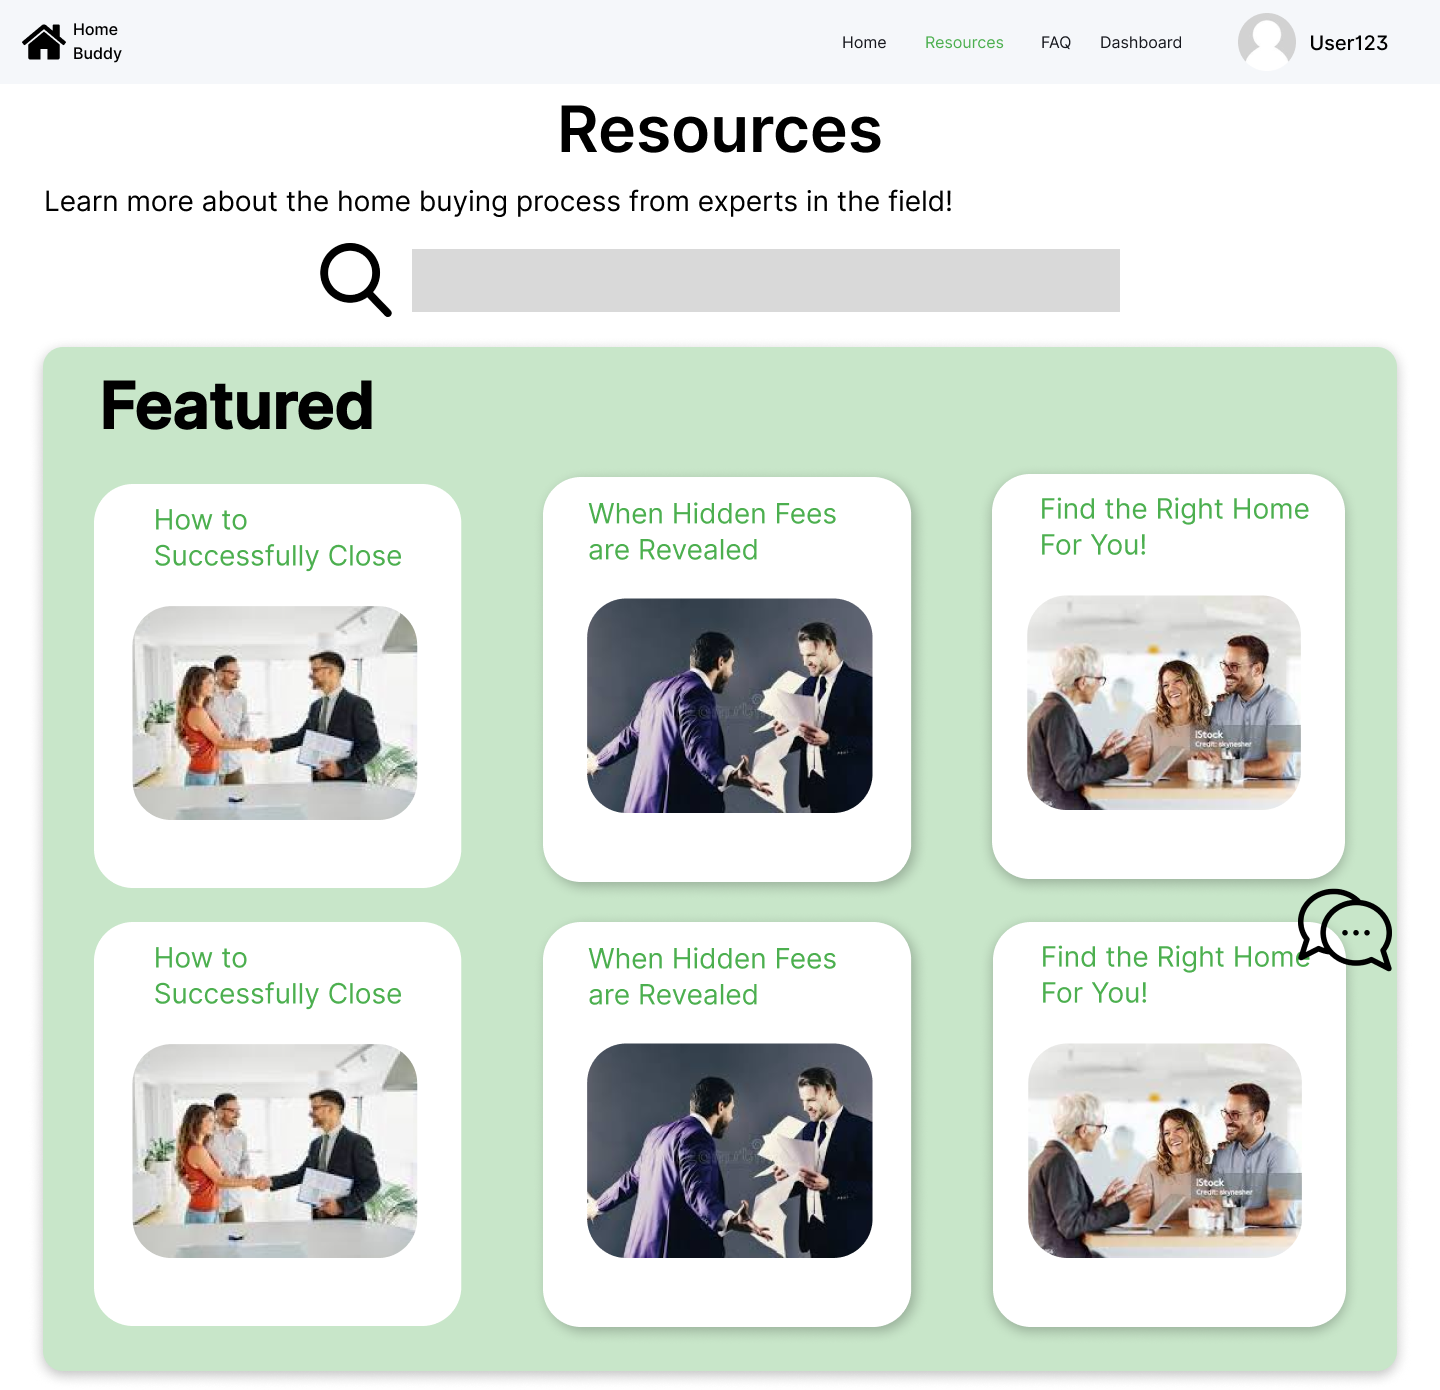 Home
Buddy
Home Resources FAQ Dashboard User123
Resources
Learn more about the home buying process from experts in the field!
Featured
How to
Successfully Close
When Hidden Fees
are Revealed
Find the Right Home
For You!
iStock
Credit: skynesher
How to
Successfully Close
When Hidden Fees
are Revealed
Find the Right Home
For You!
iStock
Credit: skynesher